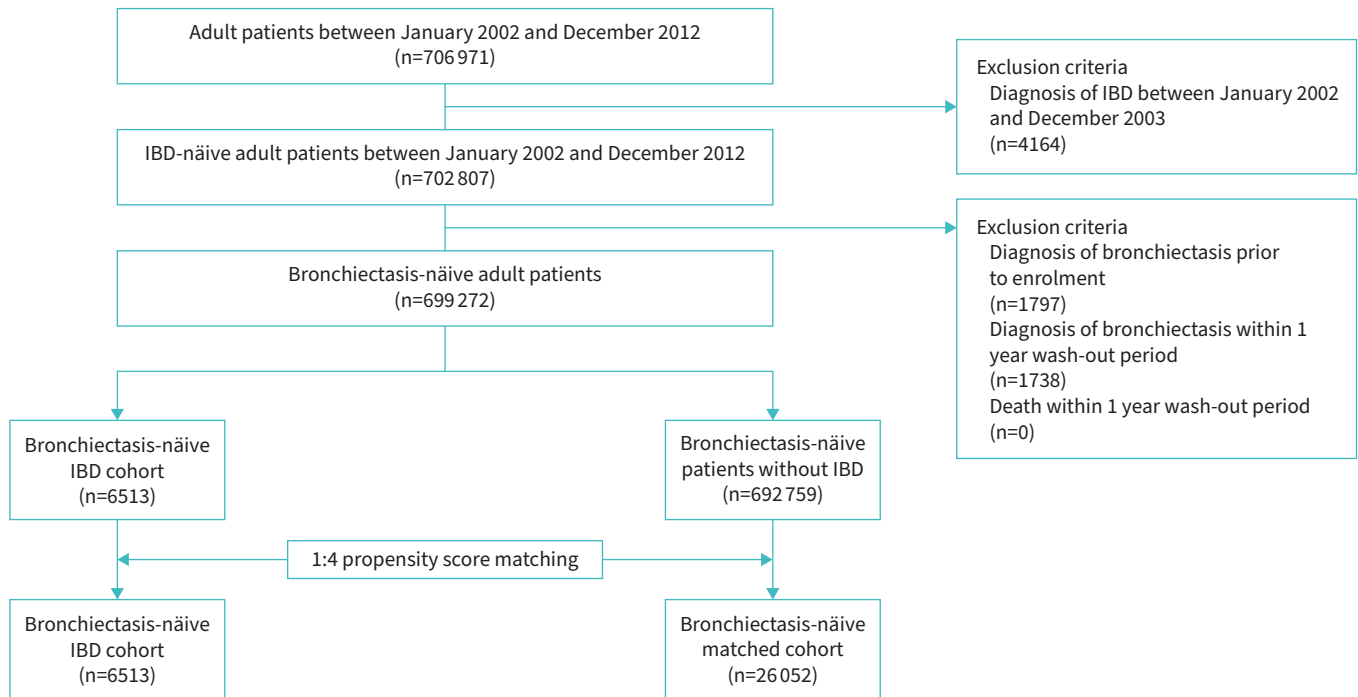 Adult patients between January 2002 and December 2012
(n=706 971)
Exclusion criteria
Diagnosis of IBD between January 2002
and December 2003
(n=4164)
IBD-näive adult patients between January 2002 and December 2012
(n=702 807)
Exclusion criteria
Diagnosis of bronchiectasis prior
to enrolment
(n=1797)
Diagnosis of bronchiectasis within 1
year wash-out period
(n=1738)
Death within 1 year wash-out period
(n=0)
Bronchiectasis-näive adult patients
(n=699 272)
Bronchiectasis-näive
IBD cohort
(n=6513)
Bronchiectasis-näive
patients without IBD
(n=692 759)
1:4 propensity score matching
Bronchiectasis-näive
IBD cohort
(n=6513)
Bronchiectasis-näive
matched cohort
(n=26 052)